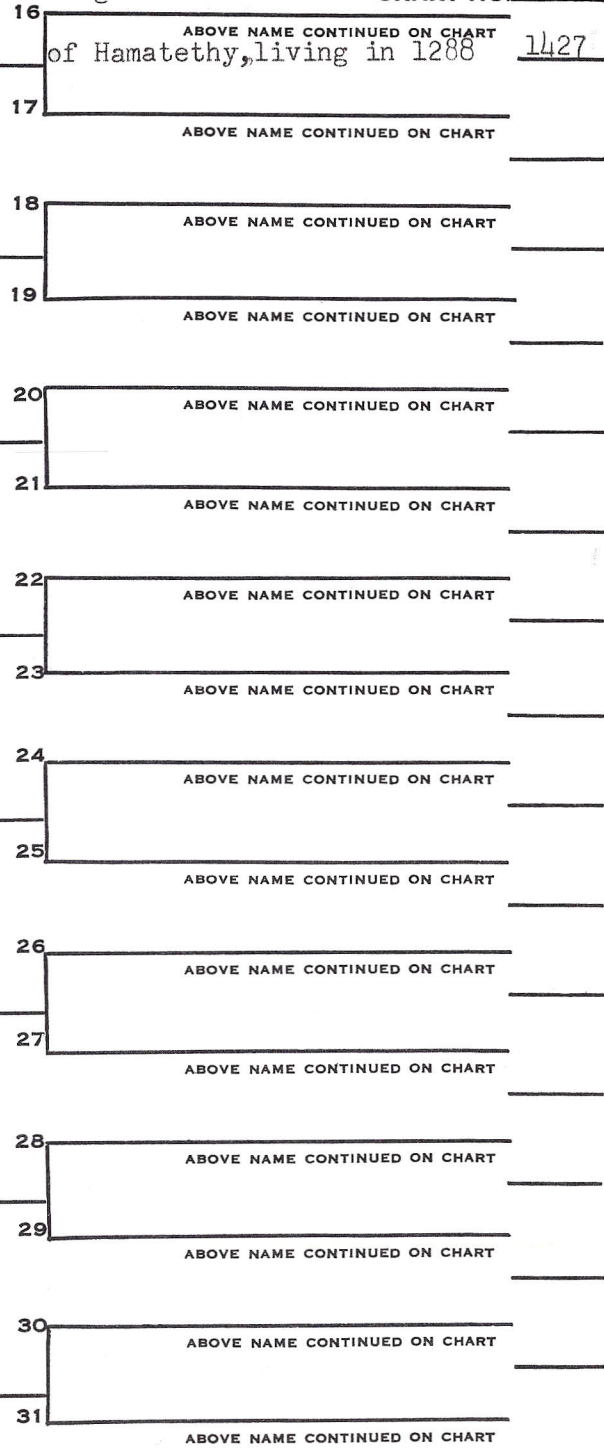 16
ABOVE NAME CONTINUED ON CHART
of Hamatethy, living in 1288 1427
17
ABOVE NAME CONTINUED ON CHART
18
ABOVE NAME CONTINUED ON CHART
19
ABOVE NAME CONTINUED ON CHART
20
ABOVE NAME CONTINUED ON CHART
21
ABOVE NAME CONTINUED ON CHART
22
ABOVE NAME CONTINUED ON CHART
23
ABOVE NAME CONTINUED ON CHART
24
ABOVE NAME CONTINUED ON CHART
25
ABOVE NAME CONTINUED ON CHART
26
ABOVE NAME CONTINUED ON CHART
27
ABOVE NAME CONTINUED ON CHART
28
ABOVE NAME CONTINUED ON CHART
29
ABOVE NAME CONTINUED ON CHART
30
ABOVE NAME CONTINUED ON CHART
31
ABOVE NAME CONTINUED ON CHART